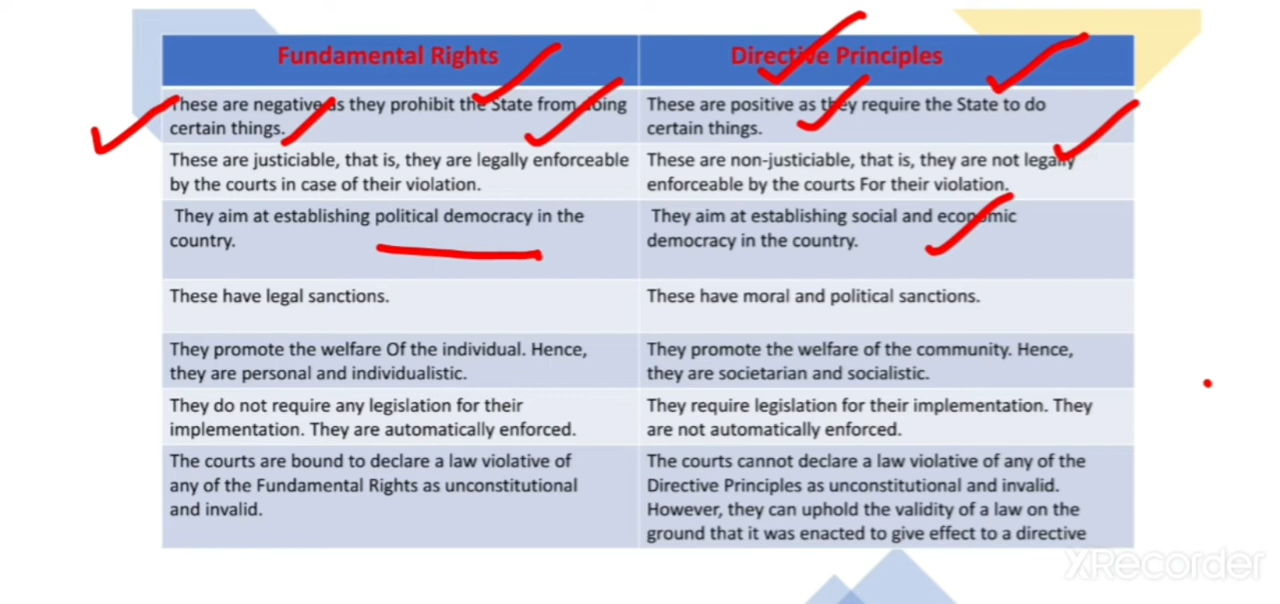 Fundamental Rights
Directive Principles
These are negative as they prohibit the State from doing
certain things.
These are positive as they require the State to do
certain things.
These are justiciable, that is, they are legally enforceable
by the courts in case of their violation.
These are non-justiciable, that is, they are not legally
enforceable by the courts For their violation.
They aim at establishing political democracy in the
country.
They aim at establishing social and economic
democracy in the country.
These have legal sanctions.
These have moral and political sanctions.
They promote the welfare Of the individual. Hence,
they are personal and individualistic.
They promote the welfare of the community. Hence,
they are societarian and socialistic.
They do not require any legislation for their
implementation. They are automatically enforced.
They require legislation for their implementation. They
are not automatically enforced.
The courts are bound to declare a law violative of
any of the Fundamental Rights as unconstitutional
and invalid.
The courts cannot declare a law violative of any of the
Directive Principles as unconstitutional and invalid.
However, they can uphold the validity of a law on the
ground that it was enacted to give effect to a directive
XRecorder